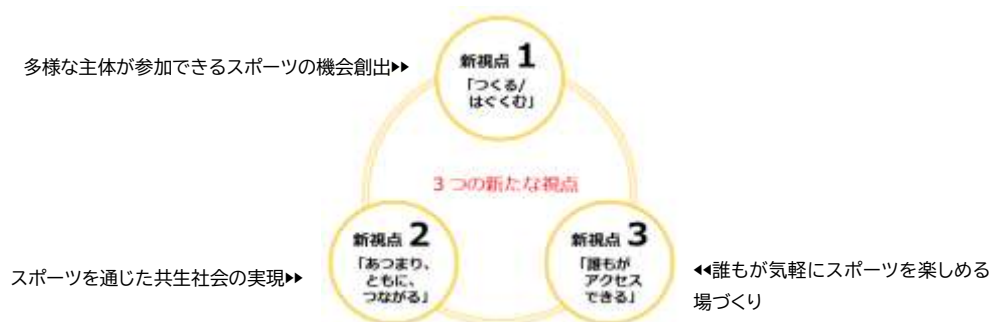 多様な主体が参加できるスポーツの機会創出▶▶
新視点 1
「つくる/
はぐくむ」
3つの新たな視点
スポーツを通じた共生社会の実現▶▶
新視点 2
「あつまり、
ともに、
つながる」
新視点 3
「誰もが
アクセス
できる」
◀◀誰もが気軽にスポーツを楽しめる
場づくり